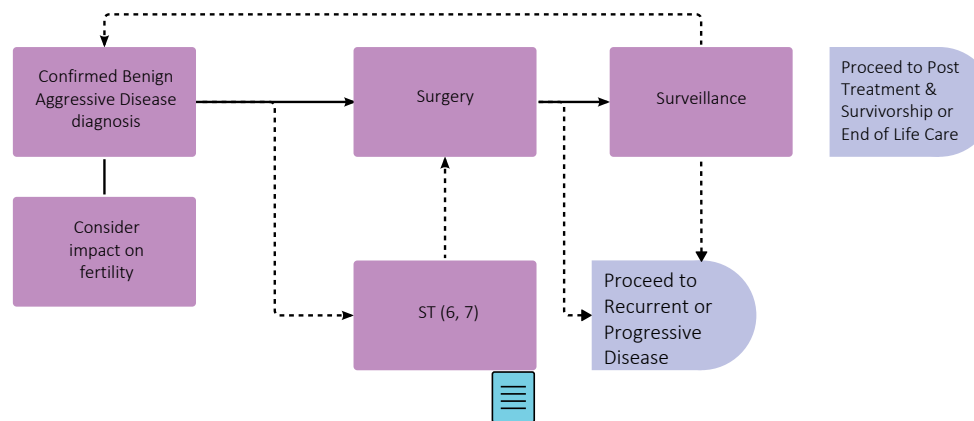 Confirmed Benign
Aggressive Disease
diagnosis
Surgery
Surveillance
Proceed to Post
Treatment &
Survivorship or
End of Life Care
Consider
impact on
fertility
ST (6, 7)
Proceed to
Recurrent or
Progressive
Disease